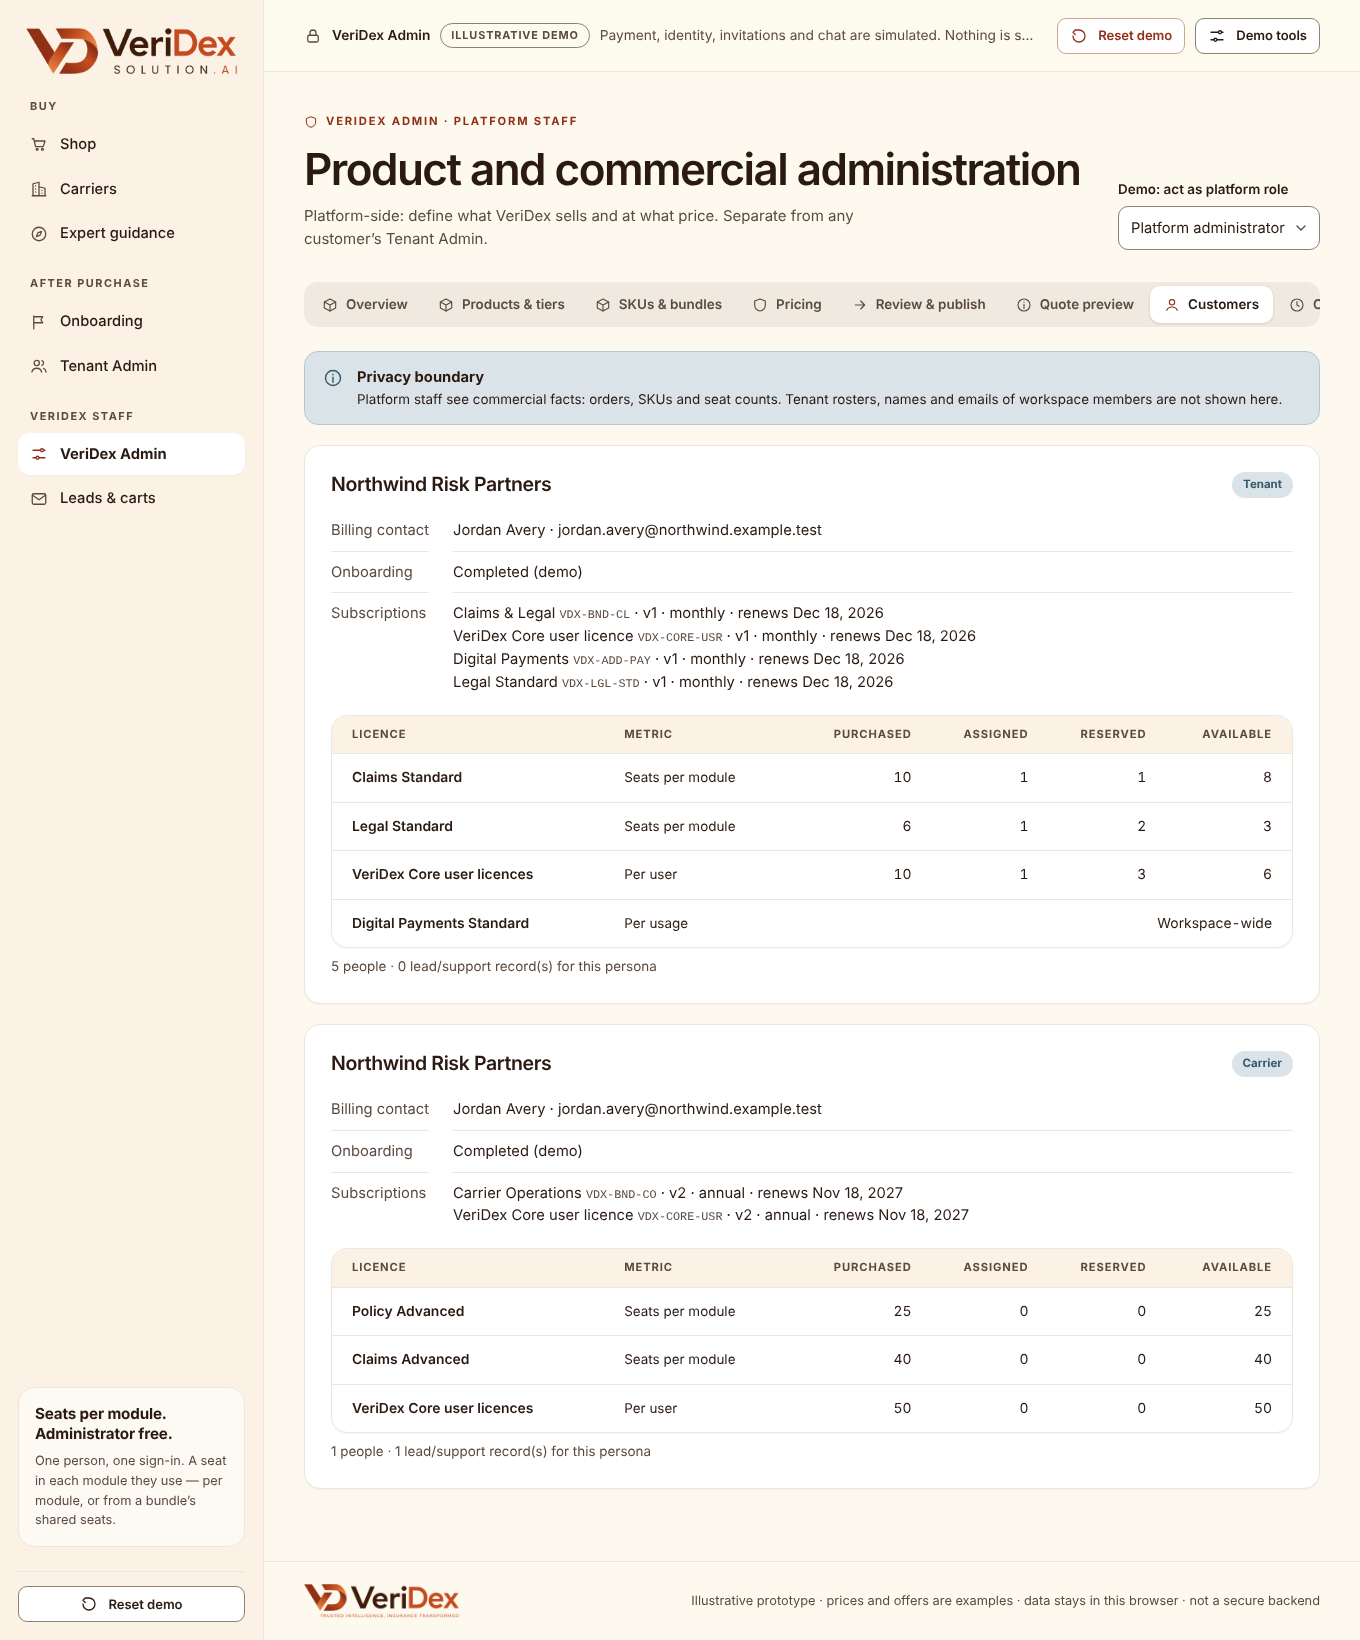 VeriDex
SOLUTION.AI
BUY
Shop
Carriers
Expert guidance
AFTER PURCHASE
Onboarding
Tenant Admin
VERIDEX STAFF
VeriDex Admin
Leads & carts
Seats per module.
Administrator free.
One person, one sign-in. A seat
in each module they use — per
module, or from a bundle’s
shared seats.
Reset demo
VeriDex Admin ILLUSTRATIVE DEMO Payment, identity, invitations and chat are simulated. Nothing is s… Reset demo Demo tools
VERIDEX ADMIN · PLATFORM STAFF
Product and commercial administration
Platform-side: define what VeriDex sells and at what price. Separate from any
customer’s Tenant Admin.
Demo: act as platform role
Platform administrator
Overview Products & tiers SKUs & bundles Pricing Review & publish Quote preview Customers
Privacy boundary
Platform staff see commercial facts: orders, SKUs and seat counts. Tenant rosters, names and emails of workspace members are not shown here.
Northwind Risk Partners Tenant
Billing contact Jordan Avery · jordan.avery@northwind.example.test
Onboarding Completed (demo)
Subscriptions Claims & Legal VDX-BND-CL · v1 · monthly · renews Dec 18, 2026
VeriDex Core user licence VDX-CORE-USR · v1 · monthly · renews Dec 18, 2026
Digital Payments VDX-ADD-PAY · v1 · monthly · renews Dec 18, 2026
Legal Standard VDX-LGL-STD · v1 · monthly · renews Dec 18, 2026
LICENCE METRIC PURCHASED ASSIGNED RESERVED AVAILABLE
Claims Standard Seats per module 10 1 1 8
Legal Standard Seats per module 6 1 2 3
VeriDex Core user licences Per user 10 1 3 6
Digital Payments Standard Per usage Workspace-wide
5 people · 0 lead/support record(s) for this persona
Northwind Risk Partners Carrier
Billing contact Jordan Avery · jordan.avery@northwind.example.test
Onboarding Completed (demo)
Subscriptions Carrier Operations VDX-BND-CO · v2 · annual · renews Nov 18, 2027
VeriDex Core user licence VDX-CORE-USR · v2 · annual · renews Nov 18, 2027
LICENCE METRIC PURCHASED ASSIGNED RESERVED AVAILABLE
Policy Advanced Seats per module 25 0 0 25
Claims Advanced Seats per module 40 0 0 40
VeriDex Core user licences Per user 50 0 0 50
1 people · 1 lead/support record(s) for this persona
VeriDex
TRUSTED INTELLIGENCE, INSURANCE TRANSFORMED
Illustrative prototype · prices and offers are examples · data stays in this browser · not a secure backend